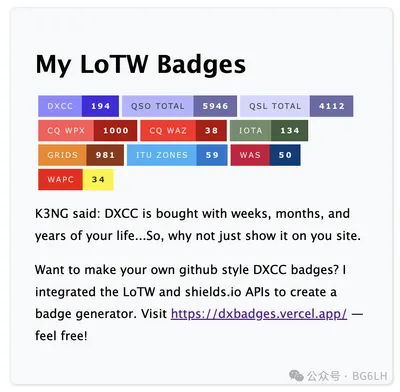 My LoTW Badges
DXCC 194 QSO TOTAL 5946 QSL TOTAL 4112
CQ WPX 1000 CQ WAZ 38 IOTA 134
GRIDS 981 ITU ZONES 59 WAS 50
WAPC 34
K3NG said: DXCC is bought with weeks, months, and
years of your life...So, why not just show it on you site.
Want to make your own github style DXCC badges? I
integrated the LoTW and shields.io APIs to create a
badge generator. Visit https://dxbadges.vercel.app/ —
feel free!
公众号 · BG6LH